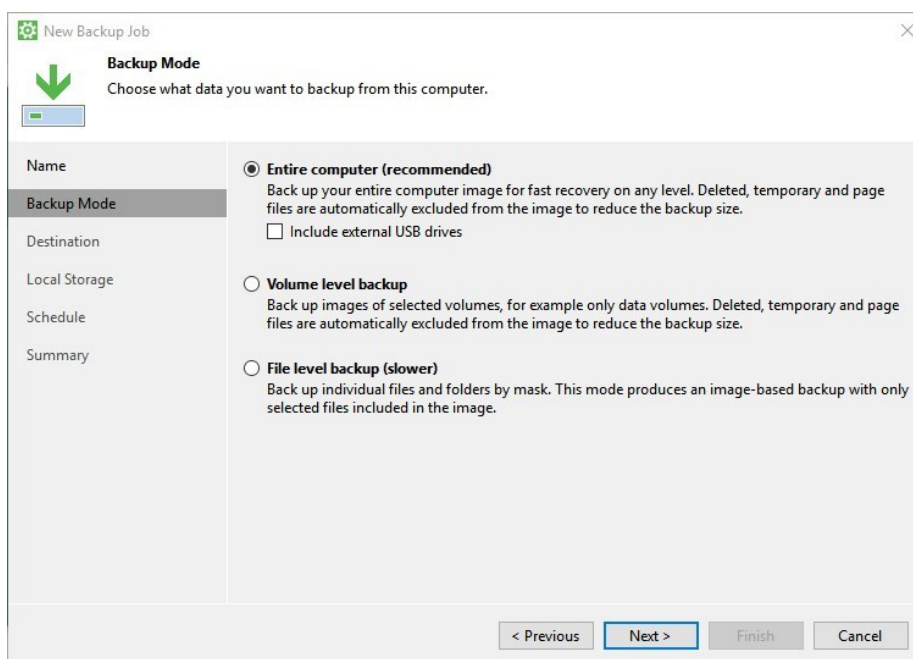 New Backup Job
Backup Mode
Choose what data you want to backup from this computer.
Name
Backup Mode
Destination
Local Storage
Schedule
Summary
Entire computer (recommended)
Back up your entire computer image for fast recovery on any level. Deleted, temporary and page
files are automatically excluded from the image to reduce the backup size.
Include external USB drives
Volume level backup
Back up images of selected volumes, for example only data volumes. Deleted, temporary and page
files are automatically excluded from the image to reduce the backup size.
File level backup (slower)
Back up individual files and folders by mask. This mode produces an image-based backup with only
selected files included in the image.
< Previous
Next >
Finish
Cancel